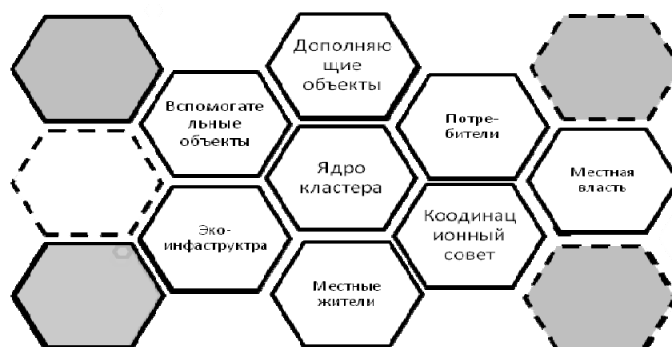 Дополняю
щие
объекты
Вспомогате
льные
объекты
Потре-
бители
Ядро
кластера
Местная
власть
Эко-
инфаструктра
Коодинац
ионный
совет
Местные
жители